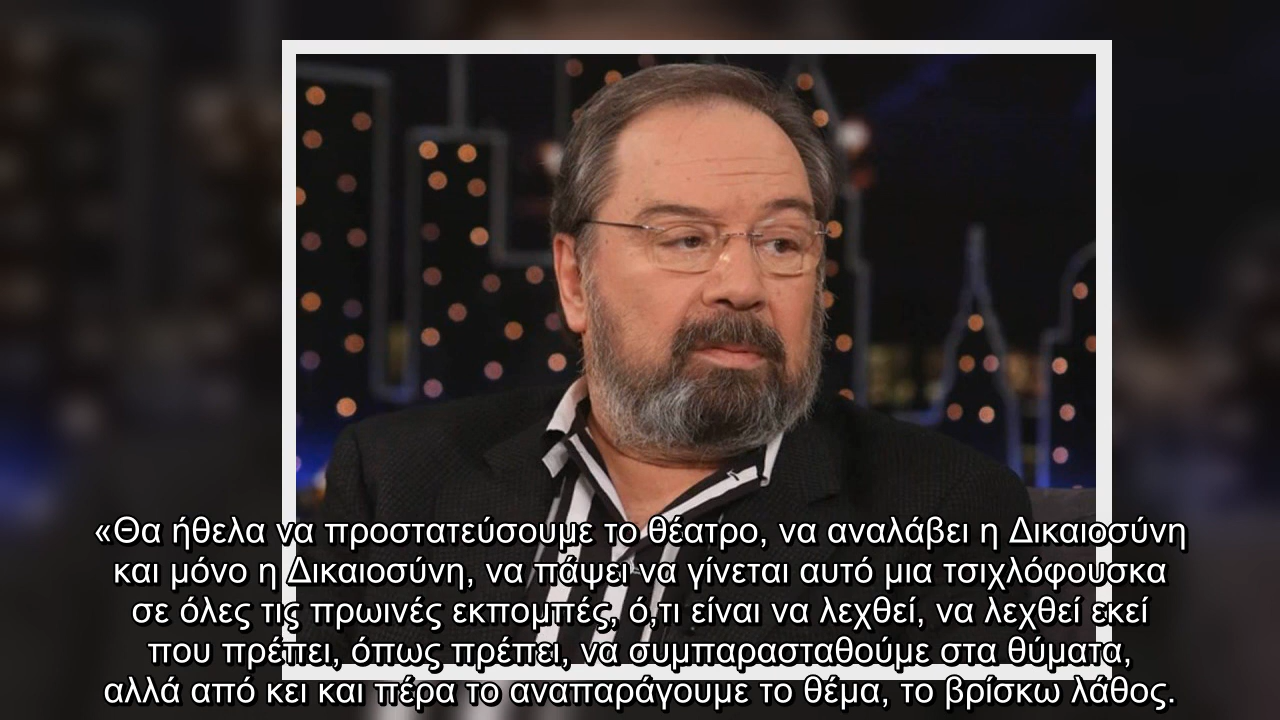 «Θα ήθελα να προστατεύσουμε το θέατρο, να αναλάβει η Δικαιοσύνη
και μόνο η Δικαιοσύνη, να πάψει να γίνεται αυτό μια τσιχλόφουσκα
σε όλες τις πρωινές εκπομπές, ό,τι είναι να λεχθεί, να λεχθεί εκεί
που πρέπει, όπως πρέπει, να συμπαρασταθούμε στα θύματα,
αλλά από κει και πέρα το αναπαράγουμε το θέμα, το βρίσκω λάθος.